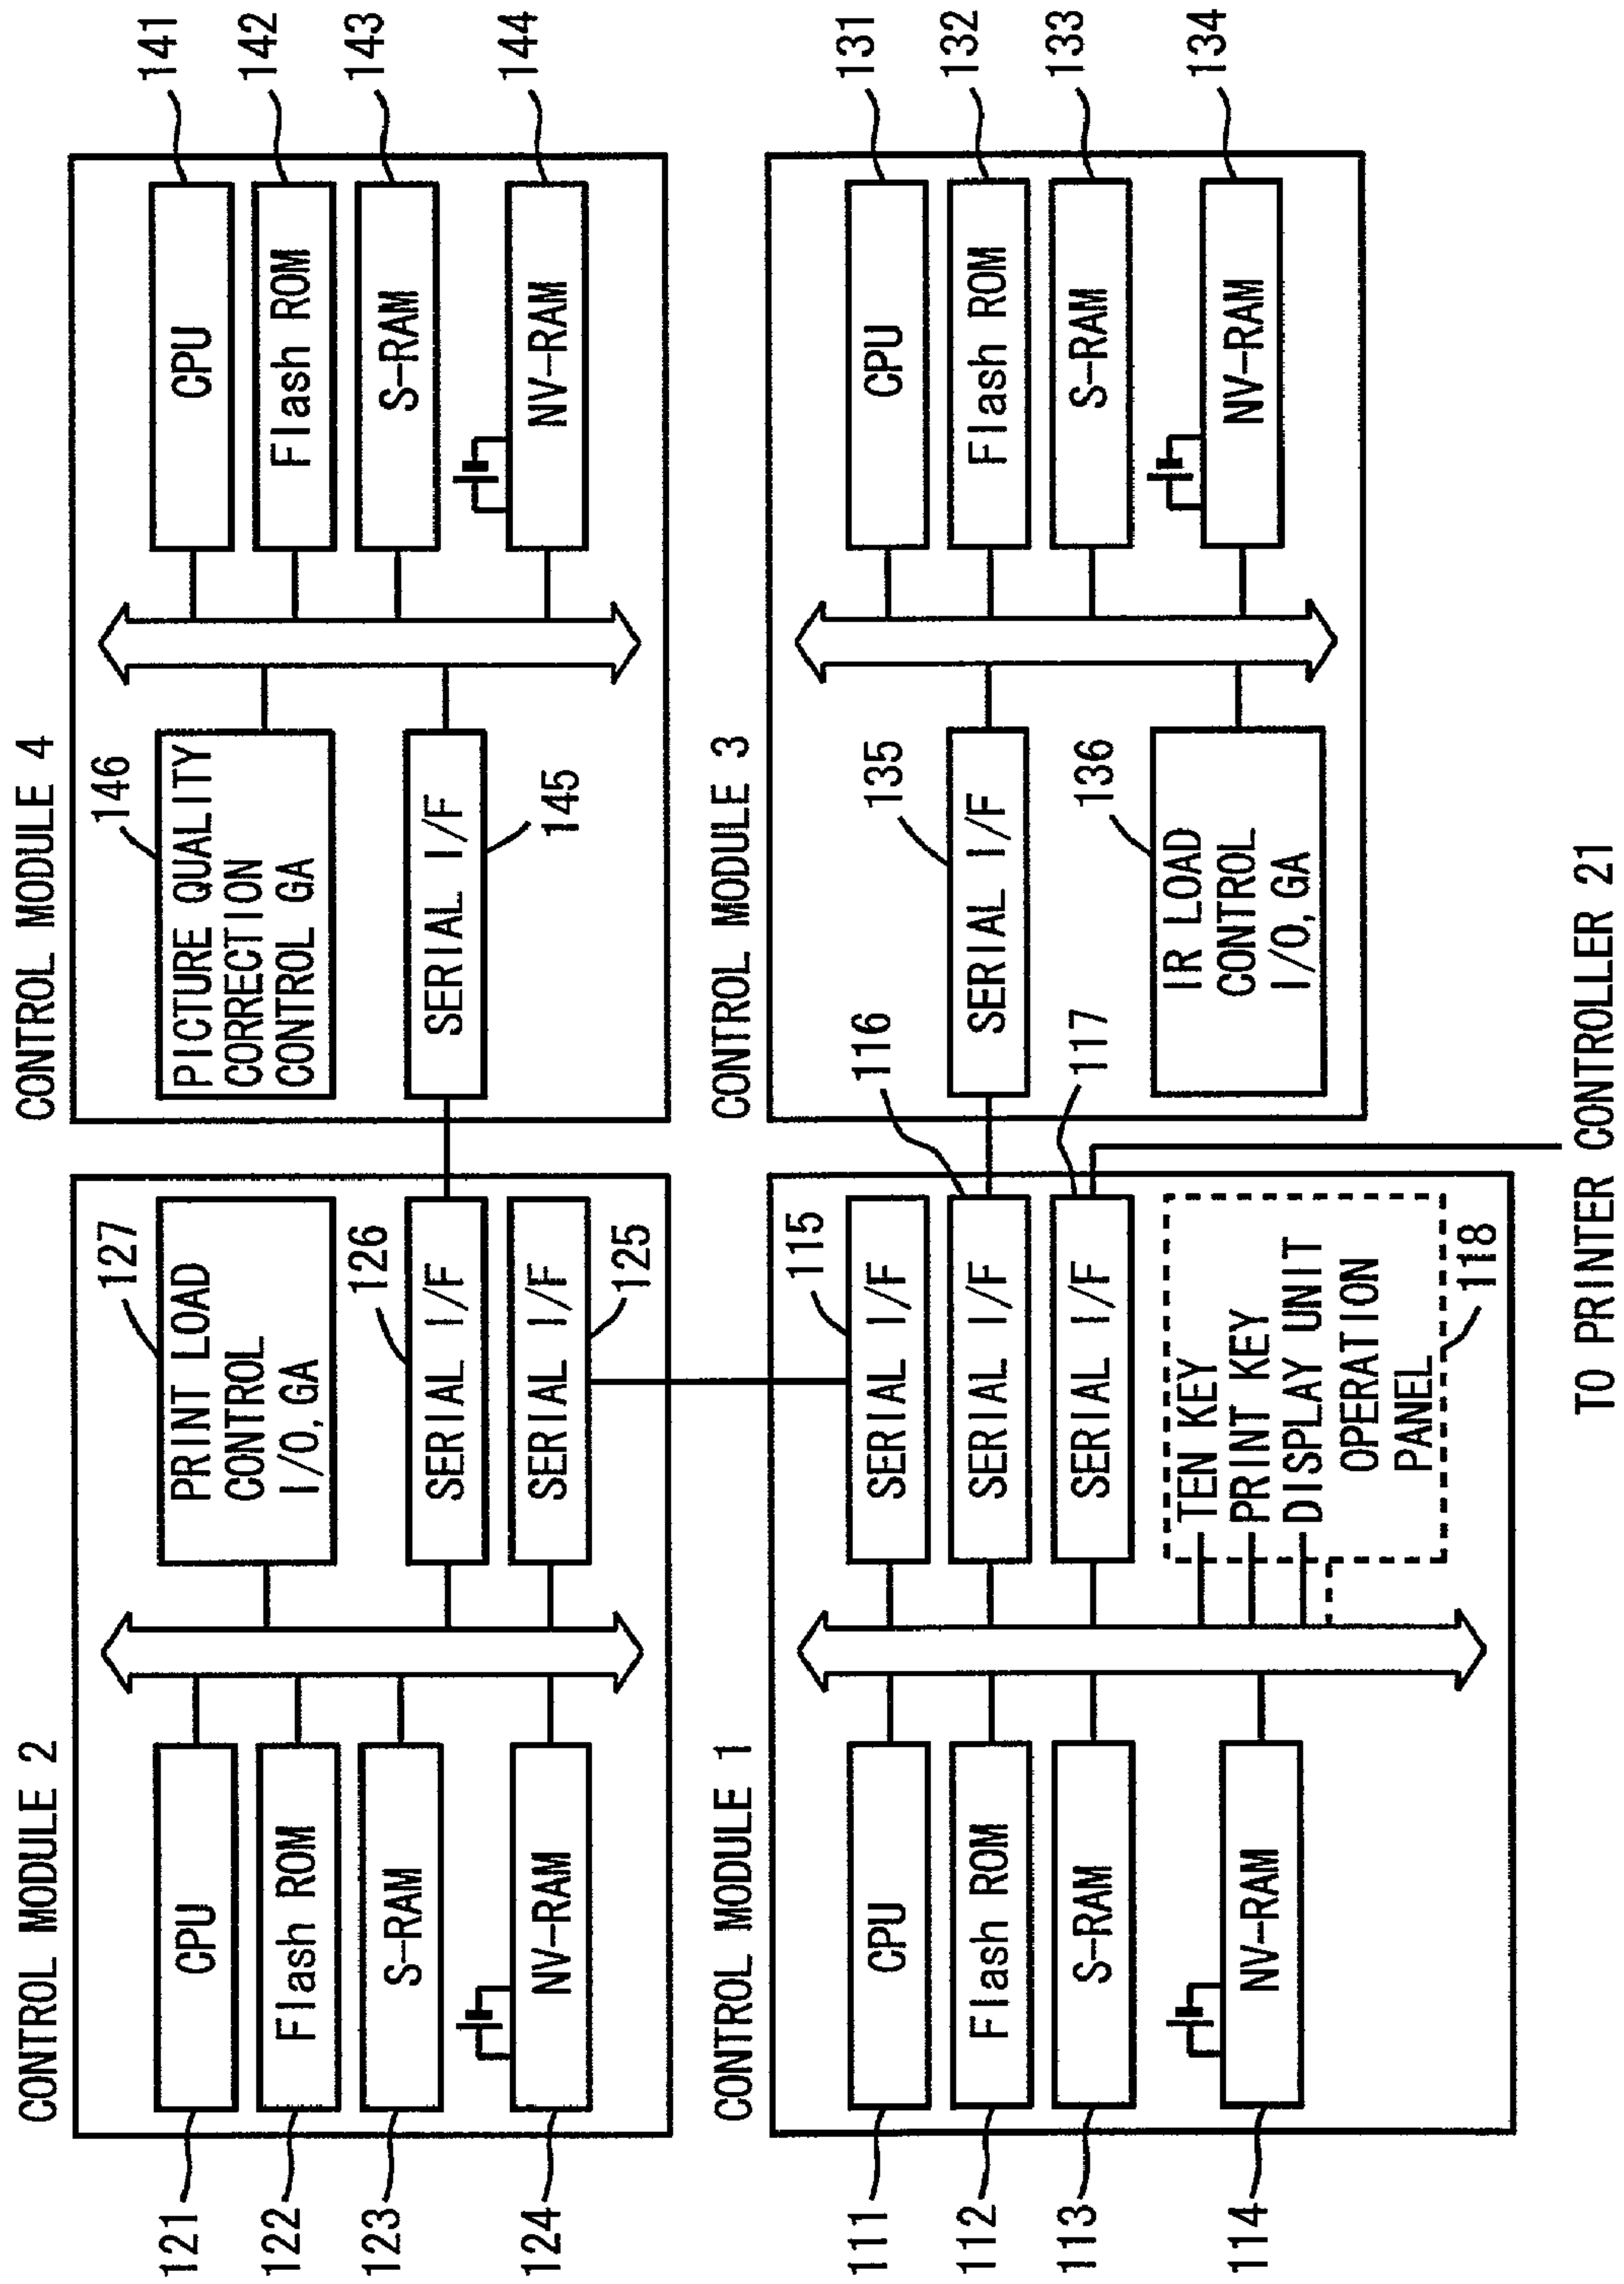 CONTROL MODULE 2
121
CPU
122
Flash ROM
123
S-RAM
124
NV-RAM
127
PRINT LOAD
CONTROL
I/O, GA
126
SERIAL I/F
SERIAL I/F
125
CONTROL MODULE 4
146
PICTURE QUALITY
CORRECTION
CONTROL GA
SERIAL I/F
145
CPU
141
Flash ROM
142
S-RAM
143
NV-RAM
144
CONTROL MODULE 1
111
CPU
112
Flash ROM
113
S-RAM
114
NV-RAM
115
SERIAL I/F
116
SERIAL I/F
117
SERIAL I/F
TEN KEY
PRINT KEY
DISPLAY UNIT
OPERATION
PANEL
118
CONTROL MODULE 3
135
SERIAL I/F
136
IR LOAD
CONTROL
I/O, GA
CPU
131
Flash ROM
132
S-RAM
133
NV-RAM
134
TO PRINTER CONTROLLER 21